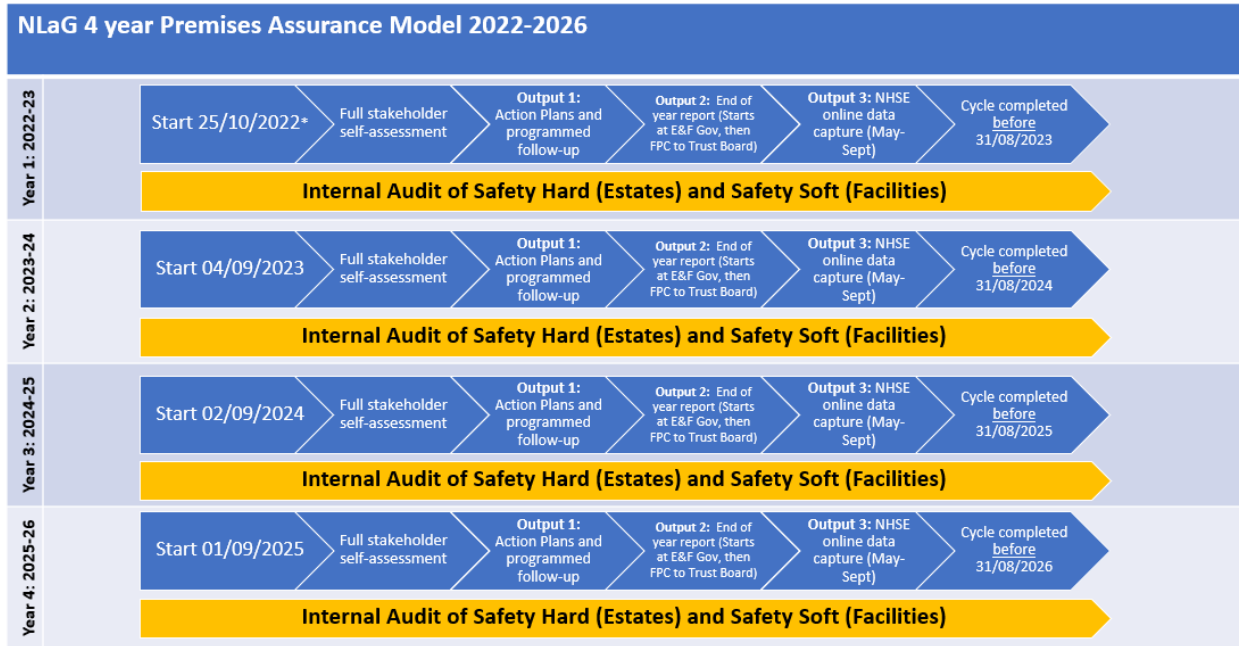 NLaG 4 year Premises Assurance Model 2022-2026
Year 1: 2022-23
Start 25/10/2022*
Full stakeholder
self-assessment
Output 1:
Action Plans and
programmed
follow-up
Output 2: End of
year report (Starts
at E&F Gov, then
FPC to Trust Board)
Output 3: NHSE
online data
capture (May-
Sept)
Cycle completed
before
31/08/2023
Internal Audit of Safety Hard (Estates) and Safety Soft (Facilities)
Year 2: 2023-24
Start 04/09/2023
Full stakeholder
self-assessment
Output 1:
Action Plans and
programmed
follow-up
Output 2: End of
year report (Starts
at E&F Gov, then
FPC to Trust Board)
Output 3: NHSE
online data
capture (May-
Sept)
Cycle completed
before
31/08/2024
Internal Audit of Safety Hard (Estates) and Safety Soft (Facilities)
Year 3: 2024-25
Start 02/09/2024
Full stakeholder
self-assessment
Output 1:
Action Plans and
programmed
follow-up
Output 2: End of
year report (Starts
at E&F Gov, then
FPC to Trust Board)
Output 3: NHSE
online data
capture (May-
Sept)
Cycle completed
before
31/08/2025
Internal Audit of Safety Hard (Estates) and Safety Soft (Facilities)
Year 4: 2025-26
Start 01/09/2025
Full stakeholder
self-assessment
Output 1:
Action Plans and
programmed
follow-up
Output 2: End of
year report (Starts
at E&F Gov, then
FPC to Trust Board)
Output 3: NHSE
online data
capture (May-
Sept)
Cycle completed
before
31/08/2026
Internal Audit of Safety Hard (Estates) and Safety Soft (Facilities)